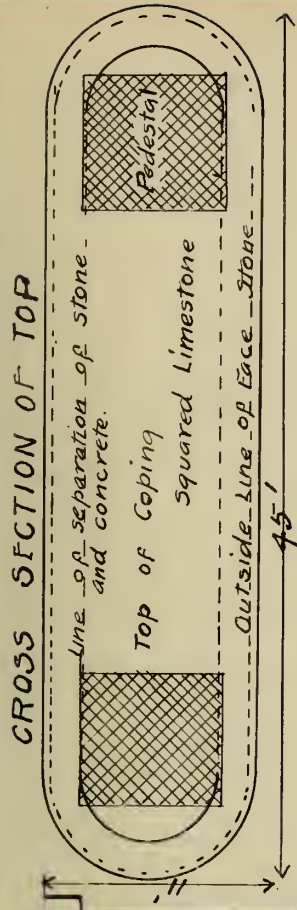 CROSS SECTION OF TOP
Line of separation of stone
and concrete.
Pedestal
Top of Coping
Squared Limestone
Outside Line of Face Stone
45'
11'